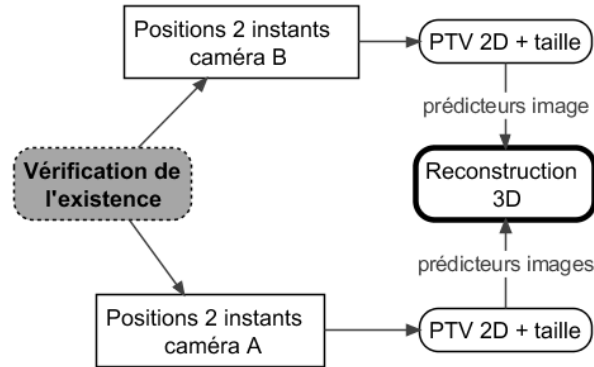 Positions 2 instants
caméra B
PTV 2D + taille
prédicteurs image
Vérification de
l'existence
Reconstruction
3D
prédicteurs images
Positions 2 instants
caméra A
PTV 2D + taille